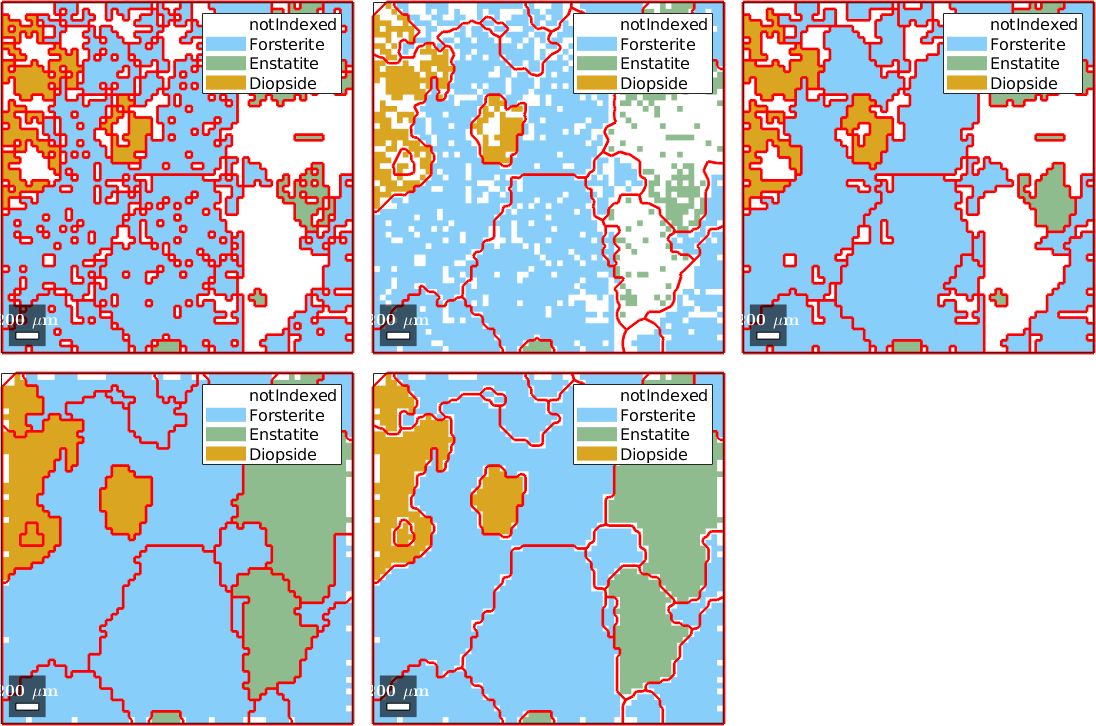 notIndexed
Forsterite
Enstatite
Diopside
200 μm
notIndexed
Forsterite
Enstatite
Diopside
200 μm
notIndexed
Forsterite
Enstatite
Diopside
200 μm
notIndexed
Forsterite
Enstatite
Diopside
200 μm
notIndexed
Forsterite
Enstatite
Diopside
200 μm